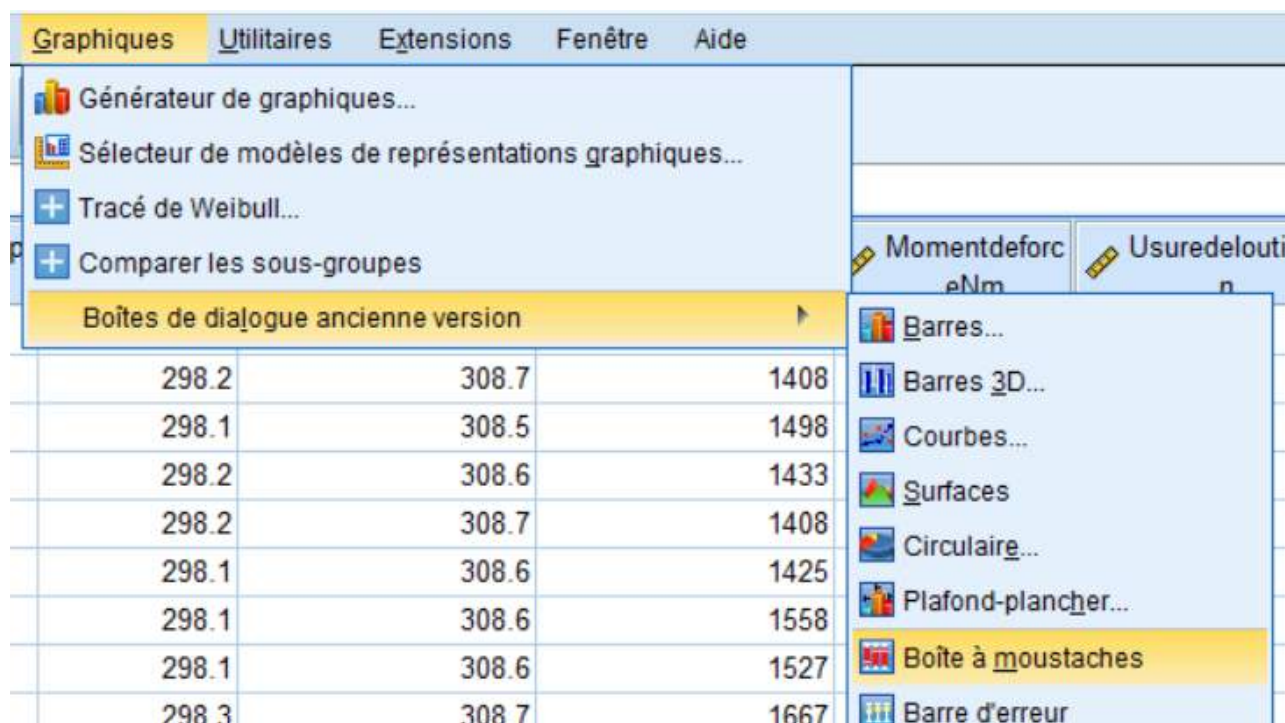 Graphiques Utilitaires Extensions Fenêtre Aide
Générateur de graphiques...
Sélecteur de modèles de représentations graphiques...
Tracé de Weibull...
Comparer les sous-groupes
Boîtes de dialogue ancienne version
Momentdeforc
eNm
Usuredelouti
n
Barres...
Barres 3D...
Courbes...
Surfaces
Circulaire...
Plafond-plancher...
Boîte à moustaches
Barre d'erreur
298.2 308.7 1408
298.1 308.5 1498
298.2 308.6 1433
298.2 308.7 1408
298.1 308.6 1425
298.1 308.6 1558
298.1 308.6 1527
298.3 308.7 1667